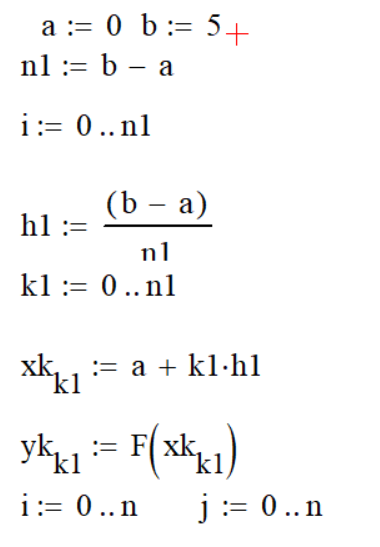 a := 0 b := 5
n1 := b − a
i := 0 .. n1
h1 := (b − a) / n1
k1 := 0 .. n1
xk_k1 := a + k1·h1
yk_k1 := F(xk_k1)
i := 0 .. n j := 0 .. n